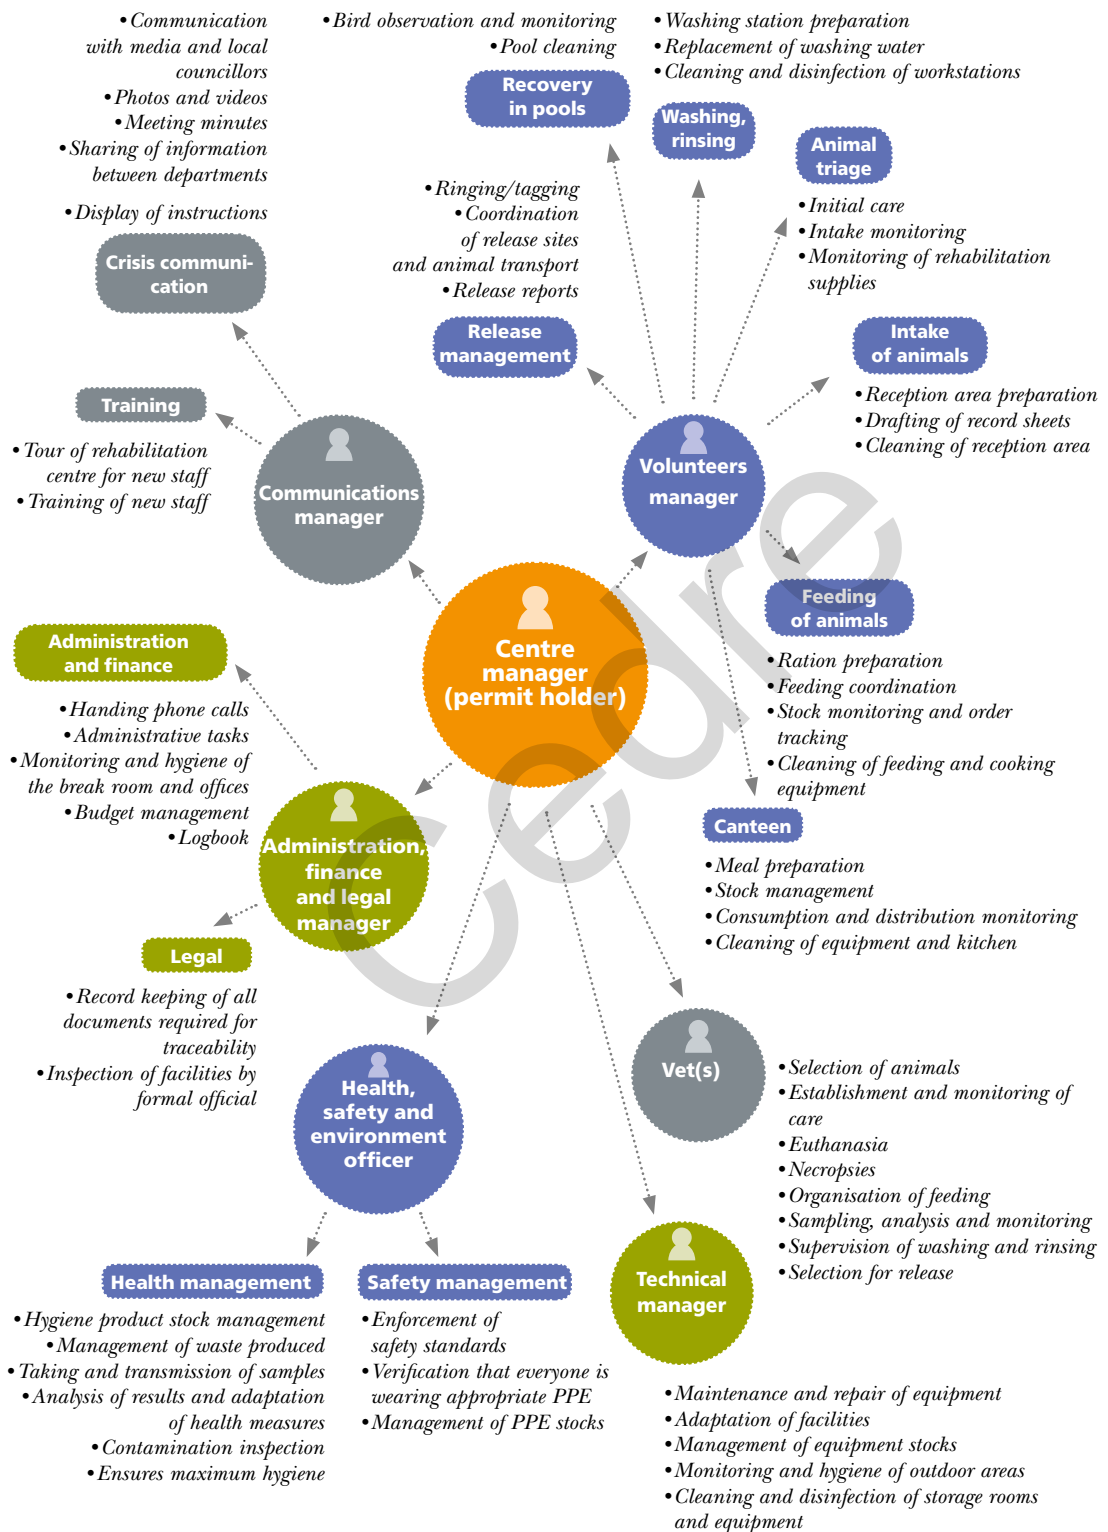 • Communication
with media and local
councillors
• Photos and videos
• Meeting minutes
• Sharing of information
between departments
• Display of instructions
Crisis communi-
cation
Training
• Tour of rehabilitation
centre for new staff
• Training of new staff
Communications
manager
• Bird observation and monitoring
• Pool cleaning
Recovery
in pools
• Washing station preparation
• Replacement of washing water
• Cleaning and disinfection of workstations
Washing,
rinsing
Animal
triage
• Initial care
• Intake monitoring
• Monitoring of rehabilitation
supplies
• Ringing/tagging
• Coordination
of release sites
and animal transport
• Release reports
Release
management
Intake
of animals
• Reception area preparation
• Drafting of record sheets
• Cleaning of reception area
Volunteers
manager
Feeding
of animals
• Ration preparation
• Feeding coordination
• Stock monitoring and order
tracking
• Cleaning of feeding and cooking
equipment
Canteen
• Meal preparation
• Stock management
• Consumption and distribution monitoring
• Cleaning of equipment and kitchen
Centre
manager
(permit holder)
Administration
and finance
• Handing phone calls
• Administrative tasks
• Monitoring and hygiene of
the break room and offices
• Budget management
• Logbook
Administration,
finance
and legal
manager
Legal
• Record keeping of all
documents required for
traceability
• Inspection of facilities by
formal official
Health,
safety and
environment
officer
Health management
• Hygiene product stock management
• Management of waste produced
• Taking and transmission of samples
• Analysis of results and adaptation
of health measures
• Contamination inspection
• Ensures maximum hygiene
Safety management
• Enforcement of
safety standards
• Verification that everyone is
wearing appropriate PPE
• Management of PPE stocks
Vet(s)
• Selection of animals
• Establishment and monitoring of
care
• Euthanasia
• Necropsies
• Organisation of feeding
• Sampling, analysis and monitoring
• Supervision of washing and rinsing
• Selection for release
Technical
manager
• Maintenance and repair of equipment
• Adaptation of facilities
• Management of equipment stocks
• Monitoring and hygiene of outdoor areas
• Cleaning and disinfection of storage rooms
and equipment
Cedre